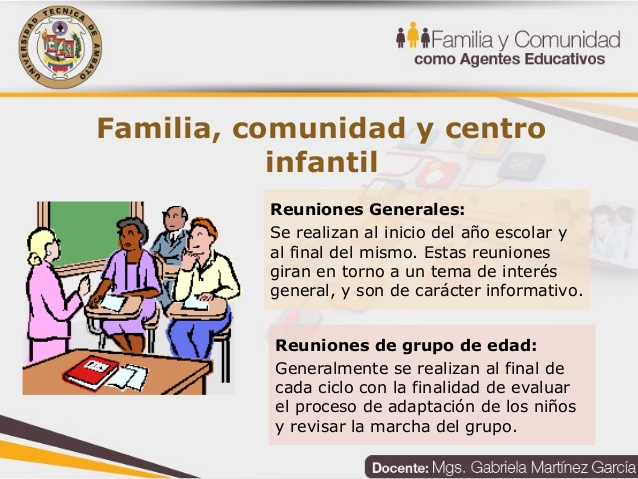 UNIVERSIDAD TECNICA DE AMBATO
Familia y Comunidad
como Agentes Educativos
Familia, comunidad y centro
infantil
Reuniones Generales:
Se realizan al inicio del año escolar y
al final del mismo. Estas reuniones
giran en torno a un tema de interés
general, y son de carácter informativo.
Reuniones de grupo de edad:
Generalmente se realizan al final de
cada ciclo con la finalidad de evaluar
el proceso de adaptación de los niños
y revisar la marcha del grupo.
Docente: Mgs. Gabriela Martínez García